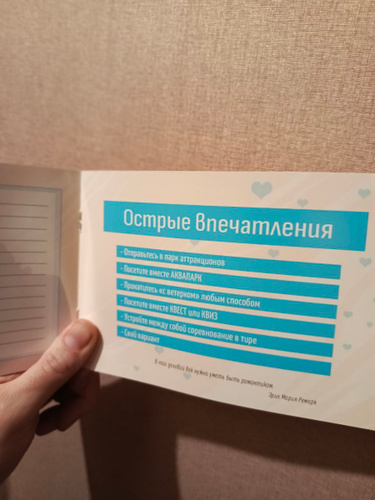 Острые впечатления
- Отправьтесь в парк аттракционов
- Посетите вместе АКВАПАРК
- Прокатитесь «с ветерком» любым способом
- Посетите вместе КВЕСТ или КВИЗ
- Устройте между собой соревнование в тире
- Свой вариант
В наш деловой век нужно уметь быть романтиком
Эрих Мария Ремарк